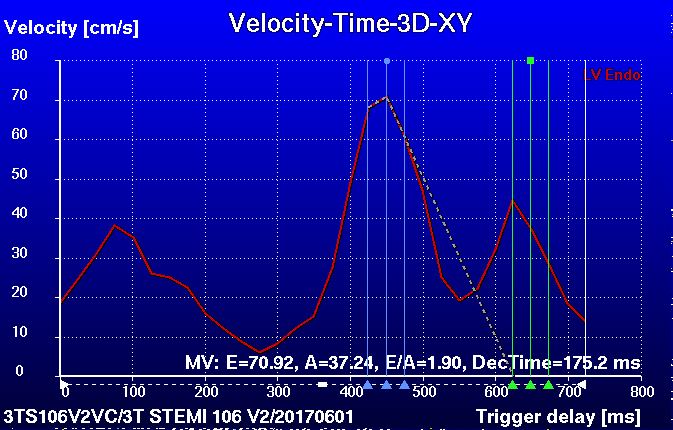 Velocity-Time-3D-XY
Velocity [cm/s]
LV Endo
80
70
60
50
40
30
20
10
0
MV: E=70.92, A=37.24, E/A=1.90, DecTime=175.2 ms
0 100 200 300 400 500 600 700 800
3TS106V2VC/3T STEMI 106 V2/20170601 Trigger delay [ms]